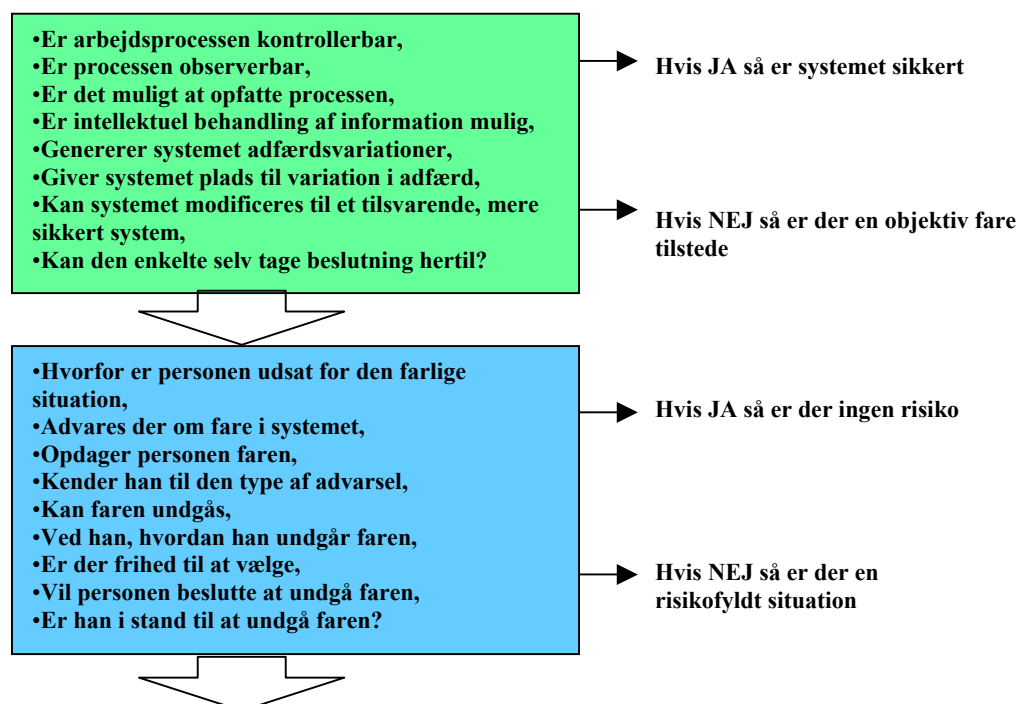 •Er arbejdsprocessen kontrollerbar,
•Er processen observerbar,
•Er det muligt at opfatte processen,
•Er intellektuel behandling af information mulig,
•Genererer systemet adfærdsvariationer,
•Giver systemet plads til variation i adfærd,
•Kan systemet modificeres til et tilsvarende, mere
sikkert system,
•Kan den enkelte selv tage beslutning hertil?
Hvis JA så er systemet sikkert
Hvis NEJ så er der en objektiv fare
tilstede
•Hvorfor er personen udsat for den farlige
situation,
•Advares der om fare i systemet,
•Opdager personen faren,
•Kender han til den type af advarsel,
•Kan faren undgås,
•Ved han, hvordan han undgår faren,
•Er der frihed til at vælge,
•Vil personen beslutte at undgå faren,
•Er han i stand til at undgå faren?
Hvis JA så er der ingen risiko
Hvis NEJ så er der en
risikofyldt situation